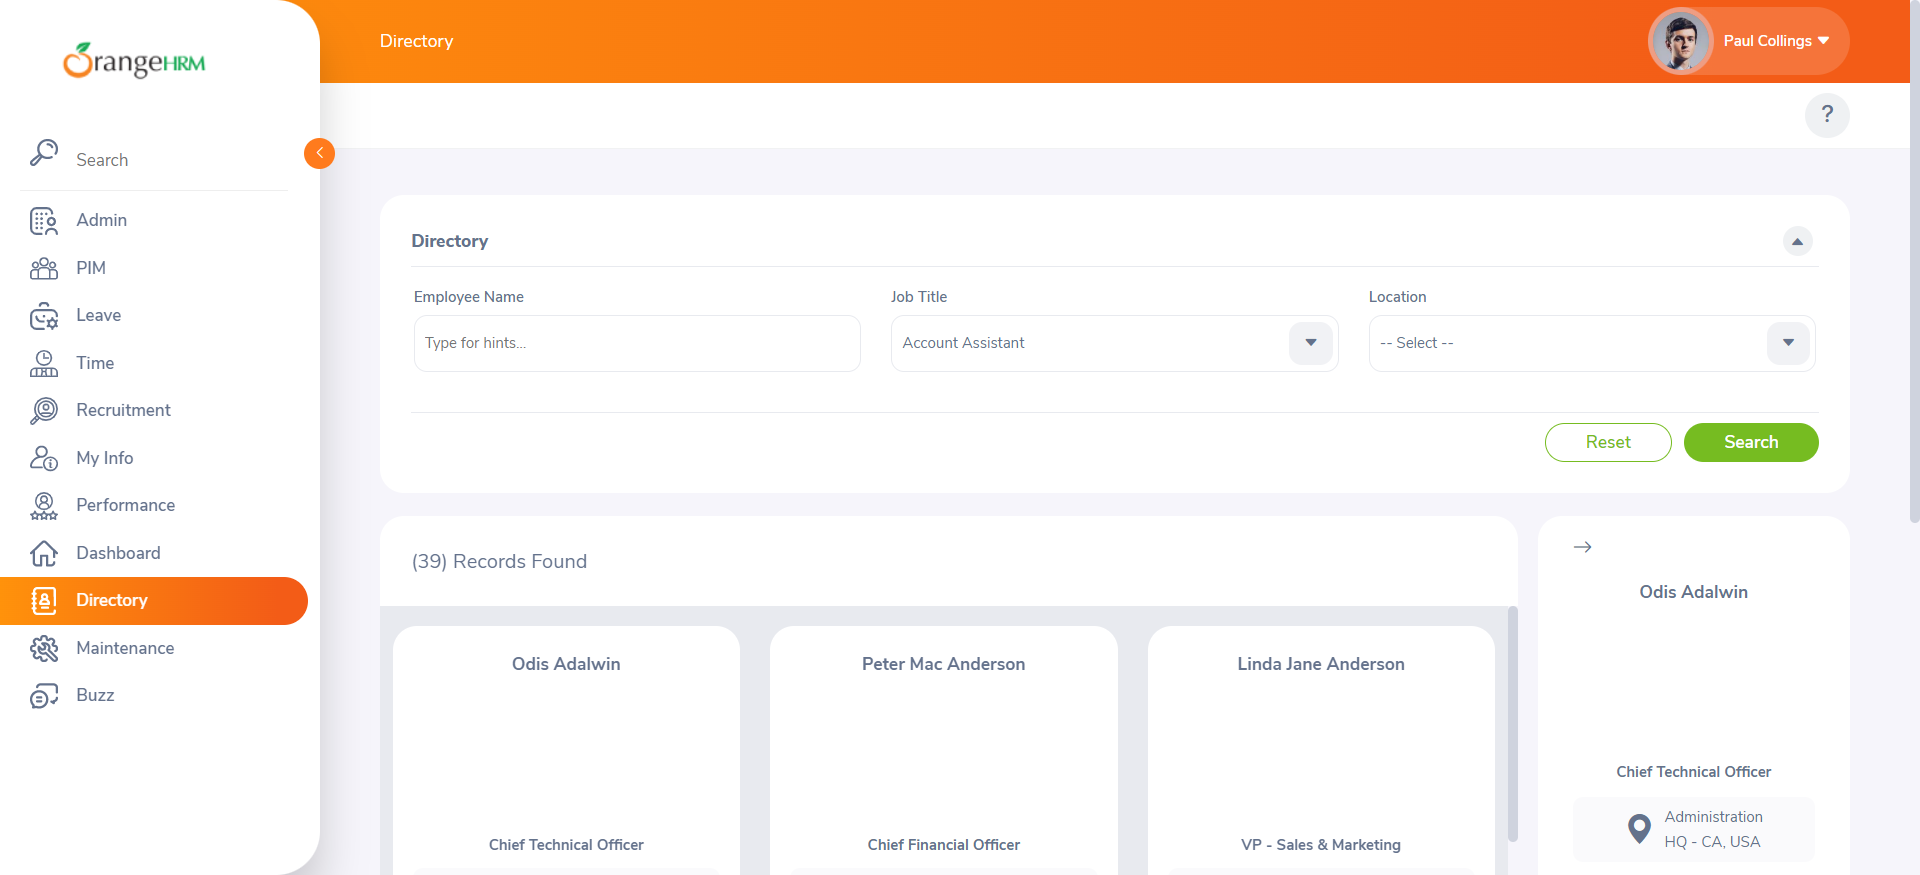 OrangeHRM
Search
Admin
PIM
Leave
Time
Recruitment
My Info
Performance
Dashboard
Directory
Maintenance
Buzz
Directory
Paul Collings
?
Directory
Employee Name
Job Title
Location
Type for hints...
Account Assistant
-- Select --
Reset
Search
(39) Records Found
Odis Adalwin
Chief Technical Officer
Peter Mac Anderson
Chief Financial Officer
Linda Jane Anderson
VP - Sales & Marketing
Odis Adalwin
Chief Technical Officer
Administration
HQ - CA, USA